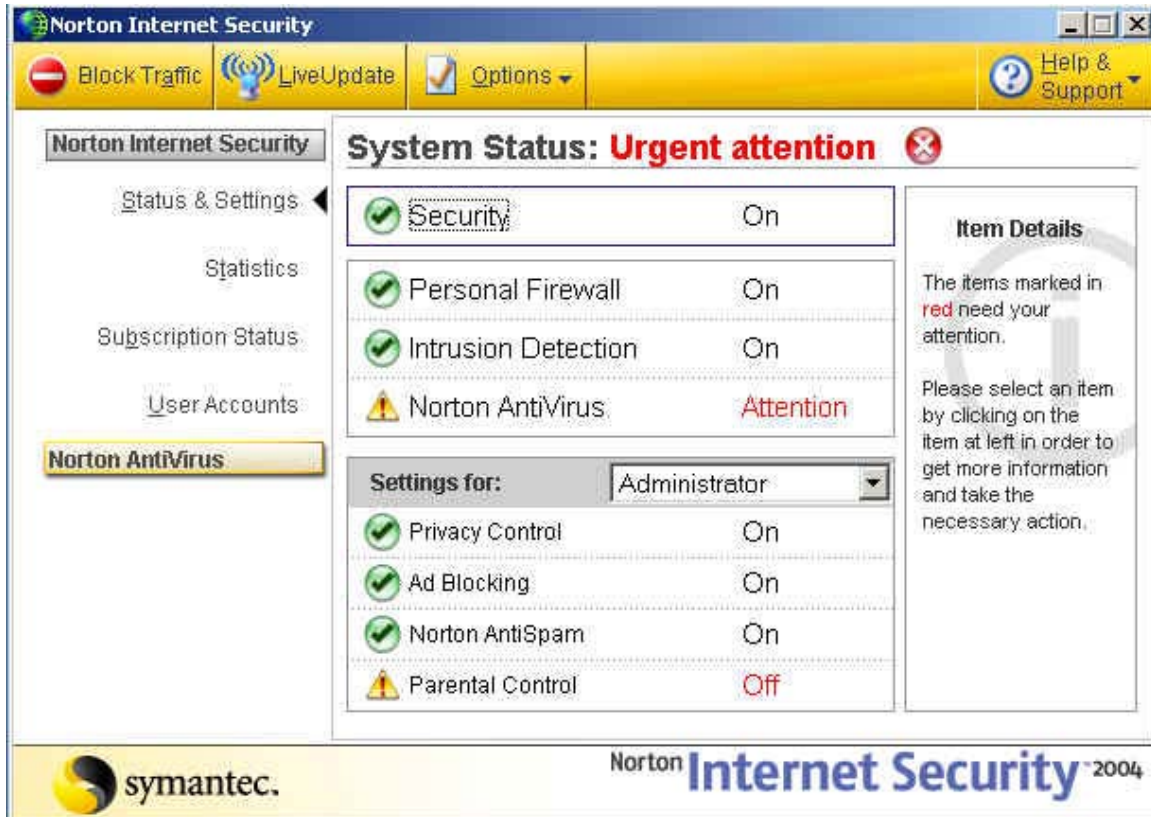 Norton Internet Security
Block Traffic LiveUpdate Options Help & Support
Norton Internet Security
Status & Settings
Statistics
Subscription Status
User Accounts
Norton AntiVirus
System Status: Urgent attention
Security On
Personal Firewall On
Intrusion Detection On
Norton AntiVirus Attention
Settings for: Administrator
Privacy Control On
Ad Blocking On
Norton AntiSpam On
Parental Control Off
Item Details
The items marked in
red need your
attention.
Please select an item
by clicking on the
item at left in order to
get more information
and take the
necessary action.
symantec.
Norton Internet Security 2004